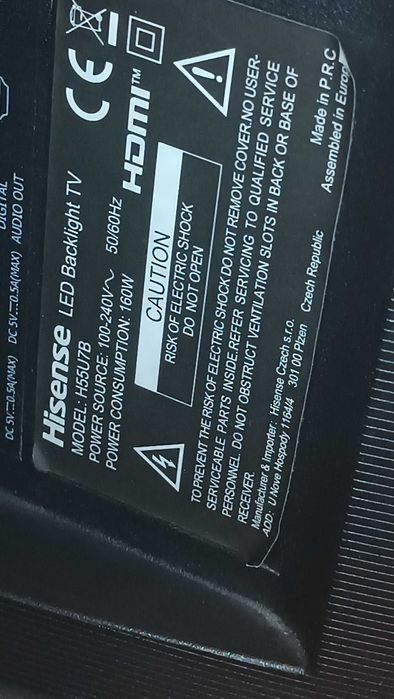 DIGITAL
AUDIO OUT
DC 5V⎓0.5A(MAX)
DC 5V⎓0.5A(MAX)
Hisense LED Backlight TV
MODEL: H55U7B
POWER SOURCE: 100-240V～ 50/60Hz
POWER CONSUMPTION: 160W
CE
HDMI™
CAUTION
RISK OF ELECTRIC SHOCK
DO NOT OPEN
TO PREVENT THE RISK OF ELECTRIC SHOCK DO NOT REMOVE COVER.NO USER-
SERVICEABLE PARTS INSIDE.REFER SERVICING TO QUALIFIED SERVICE
PERSONNEL. DO NOT OBSTRUCT VENTILATION SLOTS IN BACK OR BASE OF
RECEIVER.
Manufacturer & Importer: Hisense Czech s.r.o.
ADD: U Nove Hospody 116444 301 00 Plzen Czech Republic
Made in P.R.C
Assembled in Europ